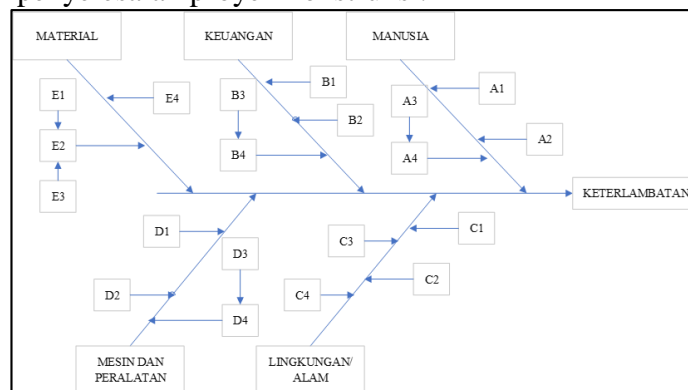 MATERIAL
KEUANGAN
MANUSIA
E1
E4
B3
B1
A3
A1
E2
B2
B4
A4
A2
E3
KETERLAMBATAN
D1
D3
C3
C1
D2
D4
C4
C2
MESIN DAN
PERALATAN
LINGKUNGAN/
ALAM